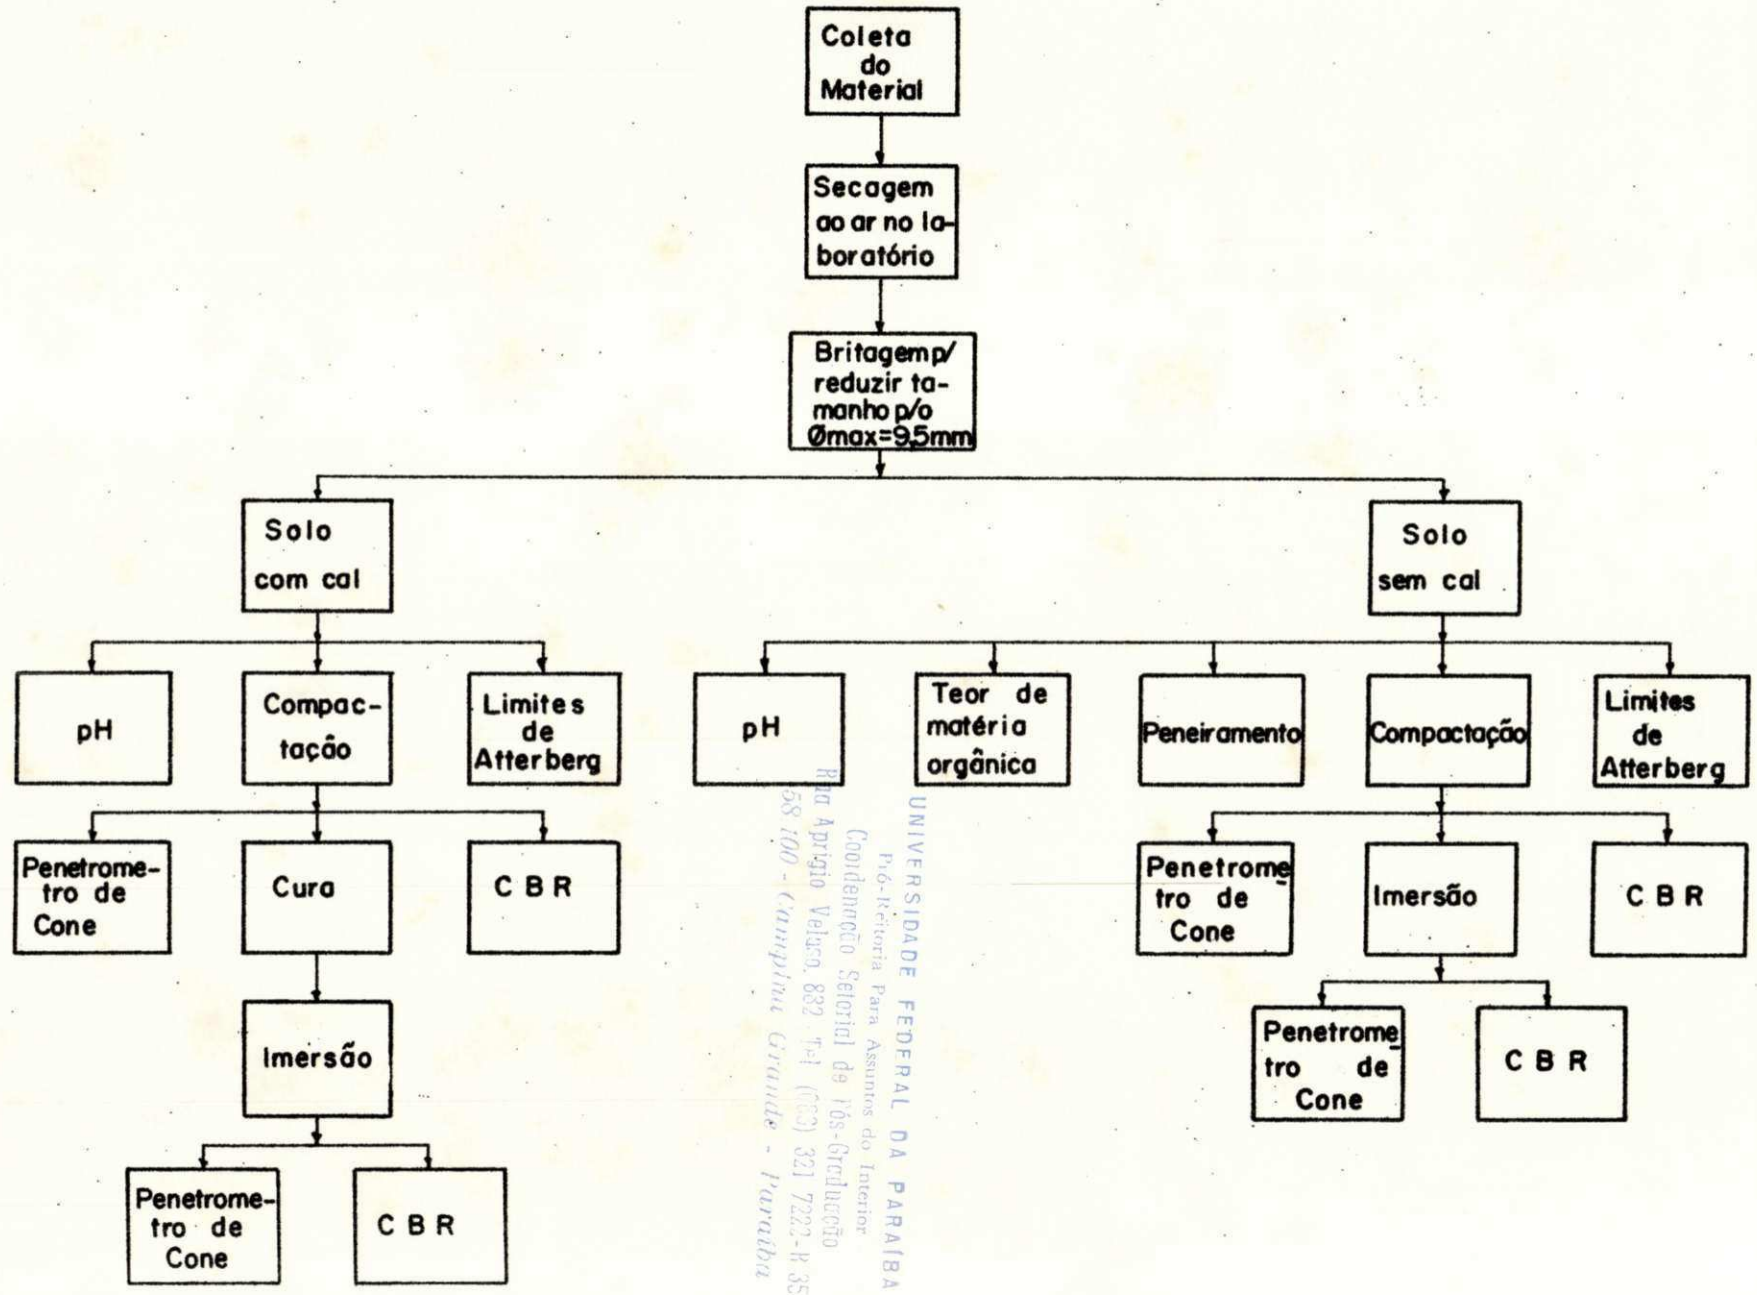 Coleta
do
Material
Secagem
ao ar no la-
boratório
Britagem p/
reduzir ta-
manho p/o
Ømax=9,5mm
Solo
com cal
Solo
sem cal
pH
Compac-
tação
Limites
de
Atterberg
pH
Teor de
matéria
orgânica
Peneiramento
Compactação
Limites
de
Atterberg
Penetrome-
tro de
Cone
Cura
C B R
Penetrome
tro de
Cone
Imersão
C B R
Imersão
Penetrome
tro de
Cone
C B R
Penetrome-
tro de
Cone
C B R
UNIVERSIDADE FEDERAL DA PARAÍBA
Pró-Reitoria Para Assuntos do Interior
Coordenação Setorial de Pós-Graduação
Rua Aprigio Veloso, 882 Tel (083) 321 7222-R 35
58 100 - Campina Grande - Paraíba